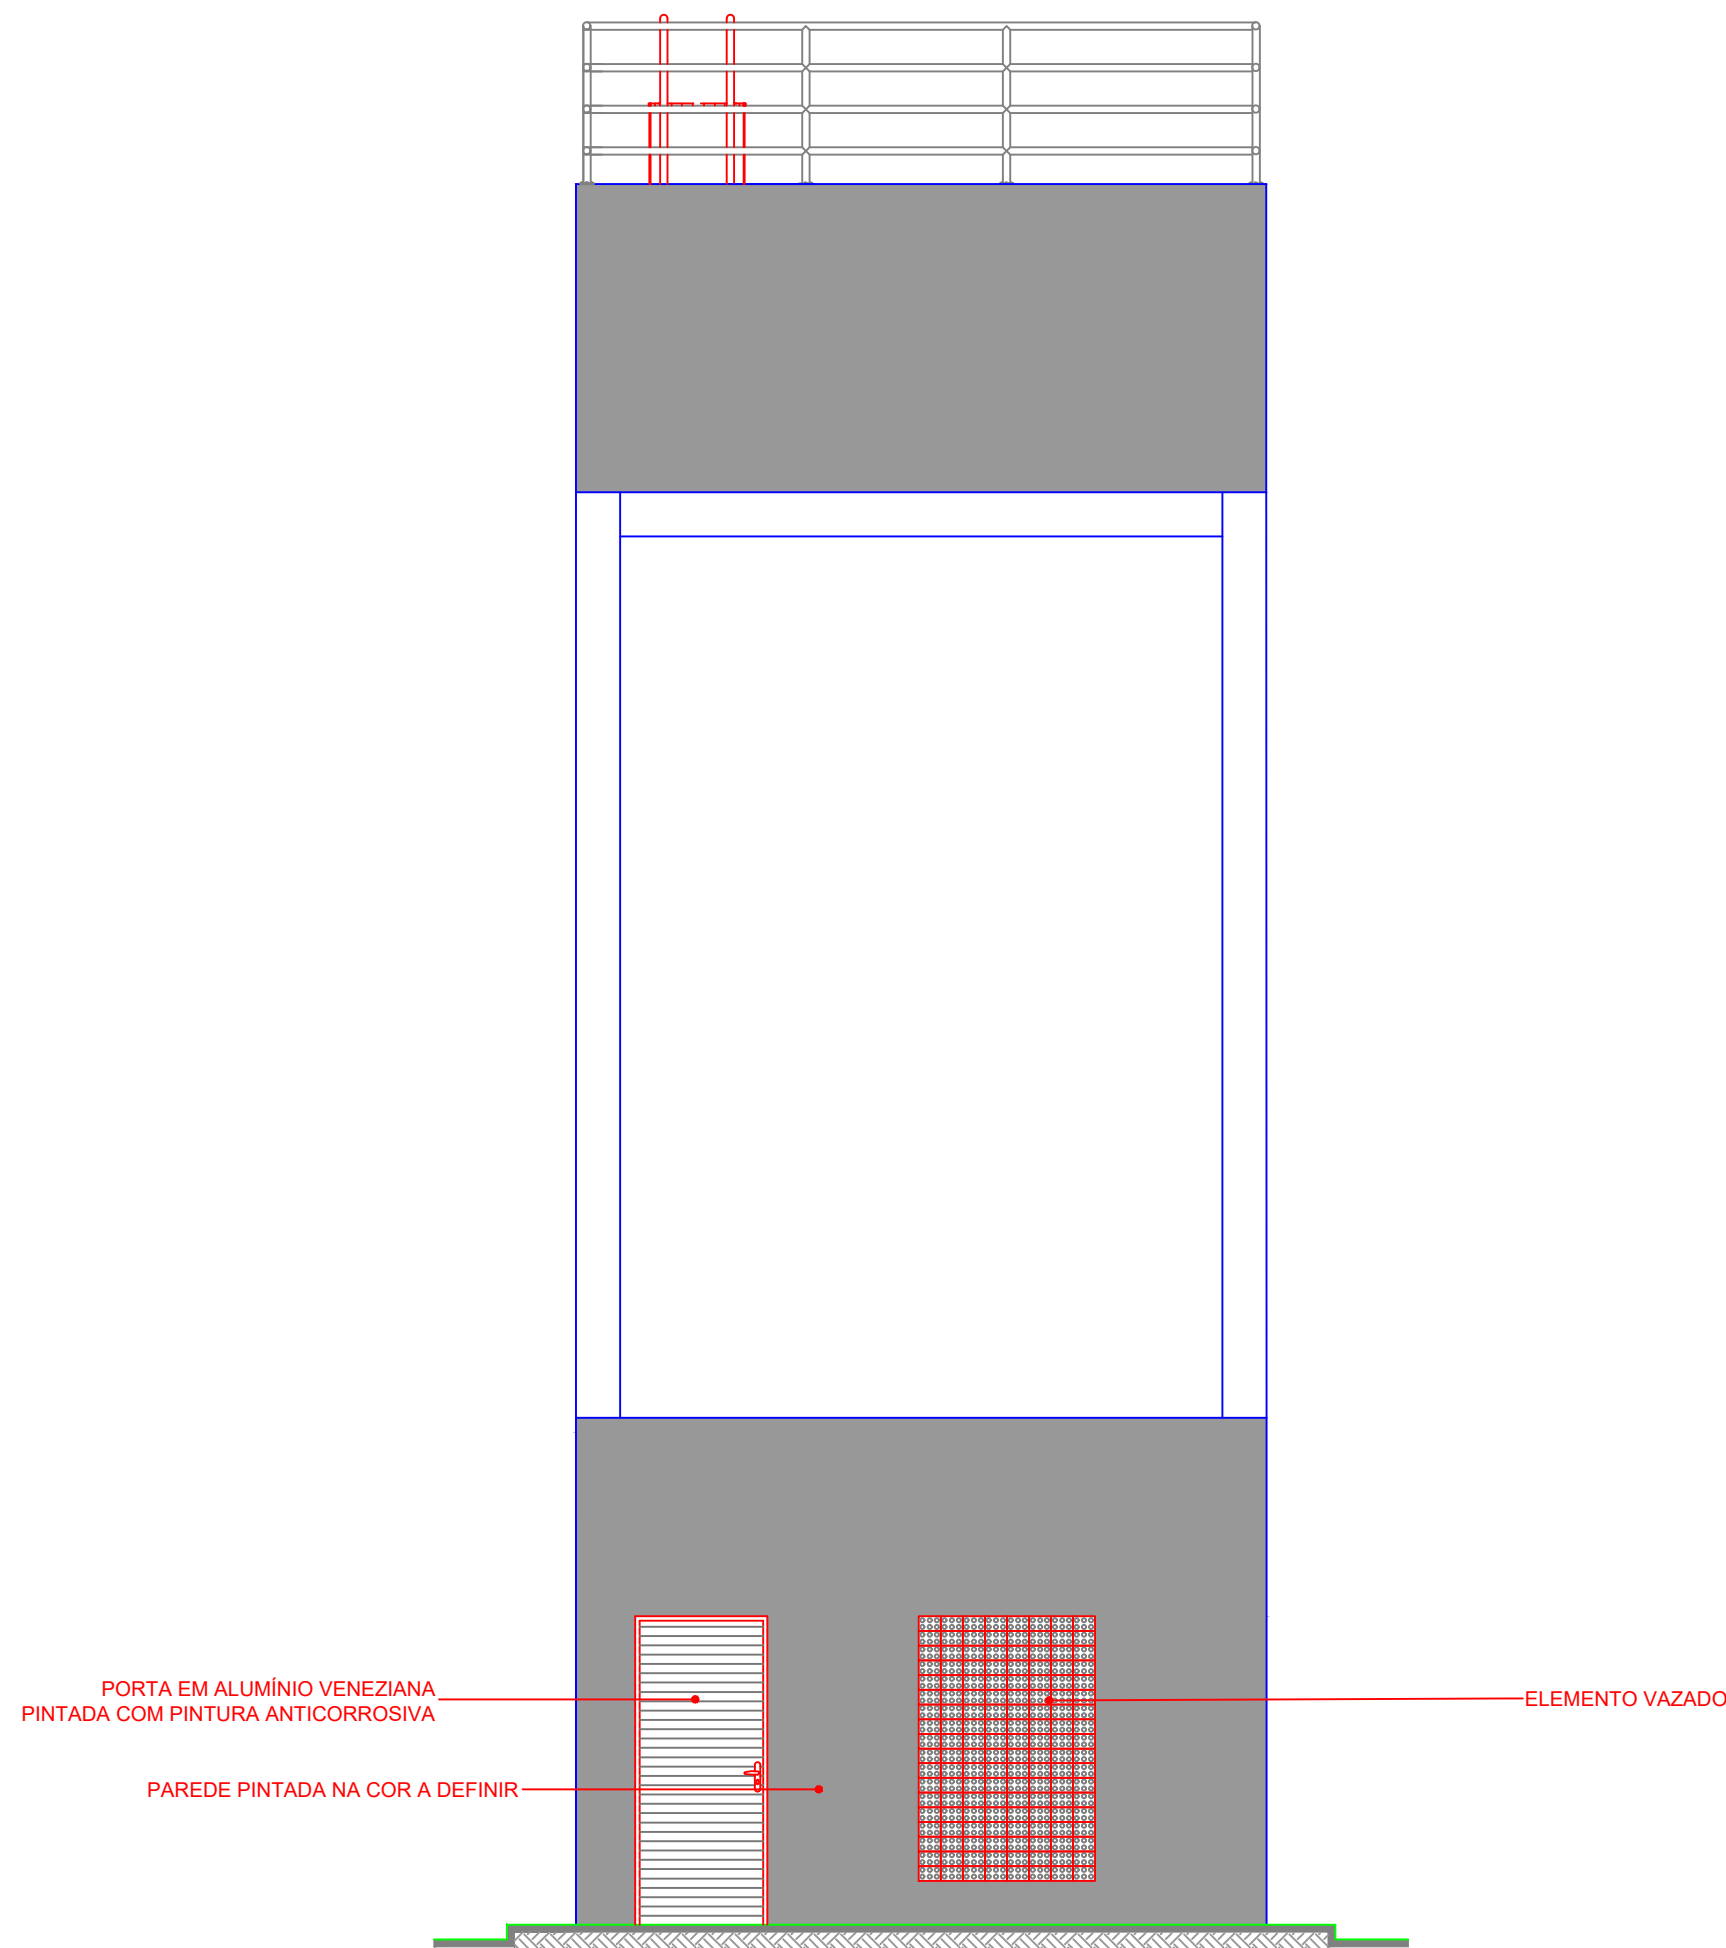 PORTA EM ALUMÍNIO VENEZIANA
PINTADA COM PINTURA ANTICORROSIVA
ELEMENTO VAZADO
PAREDE PINTADA NA COR A DEFINIR